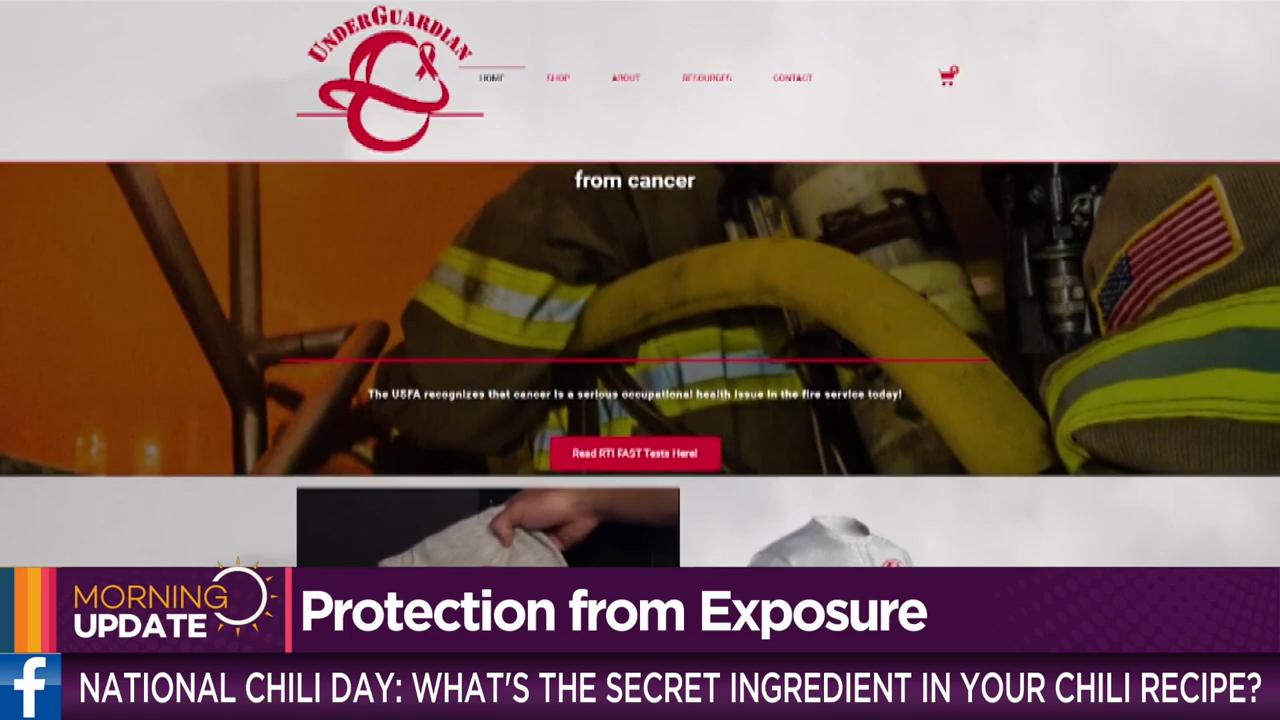 UNDERGUARDIAN
HOME SHOP ABOUT RESOURCES CONTACT
from cancer
The USFA recognizes that cancer is a serious occupational health issue in the fire service today!
Read RTI FAST Tests Here!
MORNING
UPDATE
Protection from Exposure
f
NATIONAL CHILI DAY: WHAT'S THE SECRET INGREDIENT IN YOUR CHILI RECIPE?